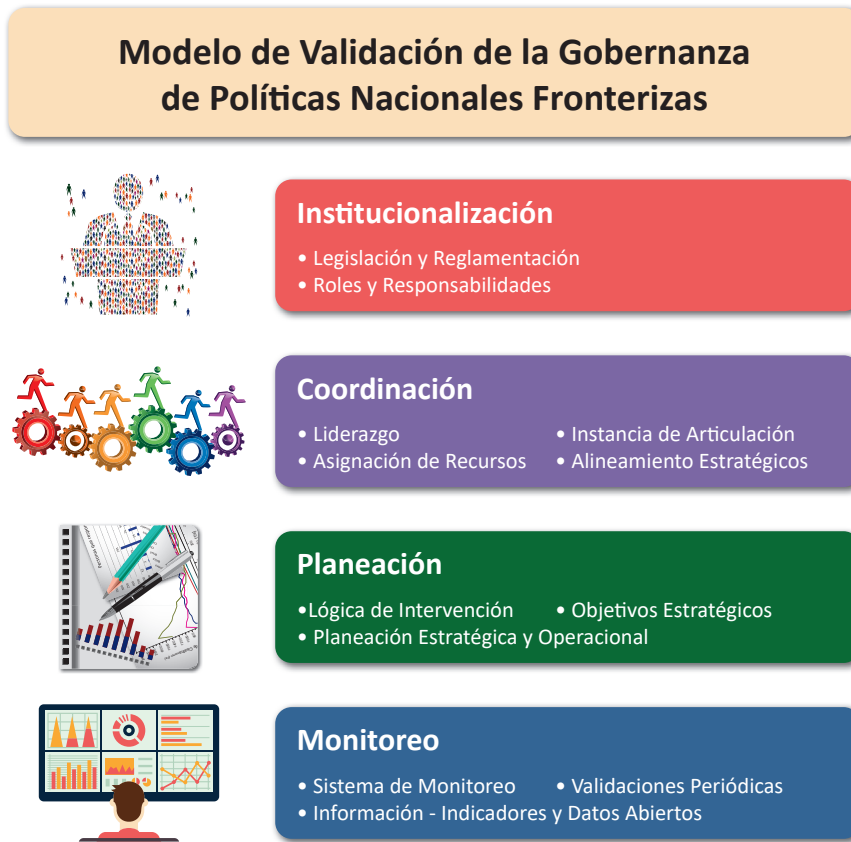 Modelo de Validación de la Gobernanza
de Políticas Nacionales Fronterizas
Institucionalización
• Legislación y Reglamentación
• Roles y Responsabilidades
Coordinación
• Liderazgo • Instancia de Articulación
• Asignación de Recursos • Alineamiento Estratégicos
Planeación
•Lógica de Intervención • Objetivos Estratégicos
• Planeación Estratégica y Operacional
Monitoreo
• Sistema de Monitoreo • Validaciones Periódicas
• Información - Indicadores y Datos Abiertos